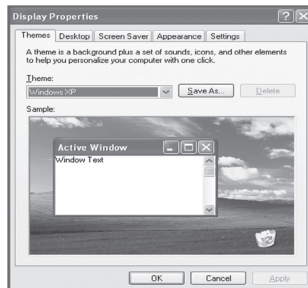 Display Properties
Themes Desktop Screen Saver Appearance Settings
A theme is a background plus a set of sounds, icons, and other elements
to help you personalize your computer with one click.
Theme:
Windows XP Save As... Delete
Sample:
Active Window
Window Text
OK Cancel Apply